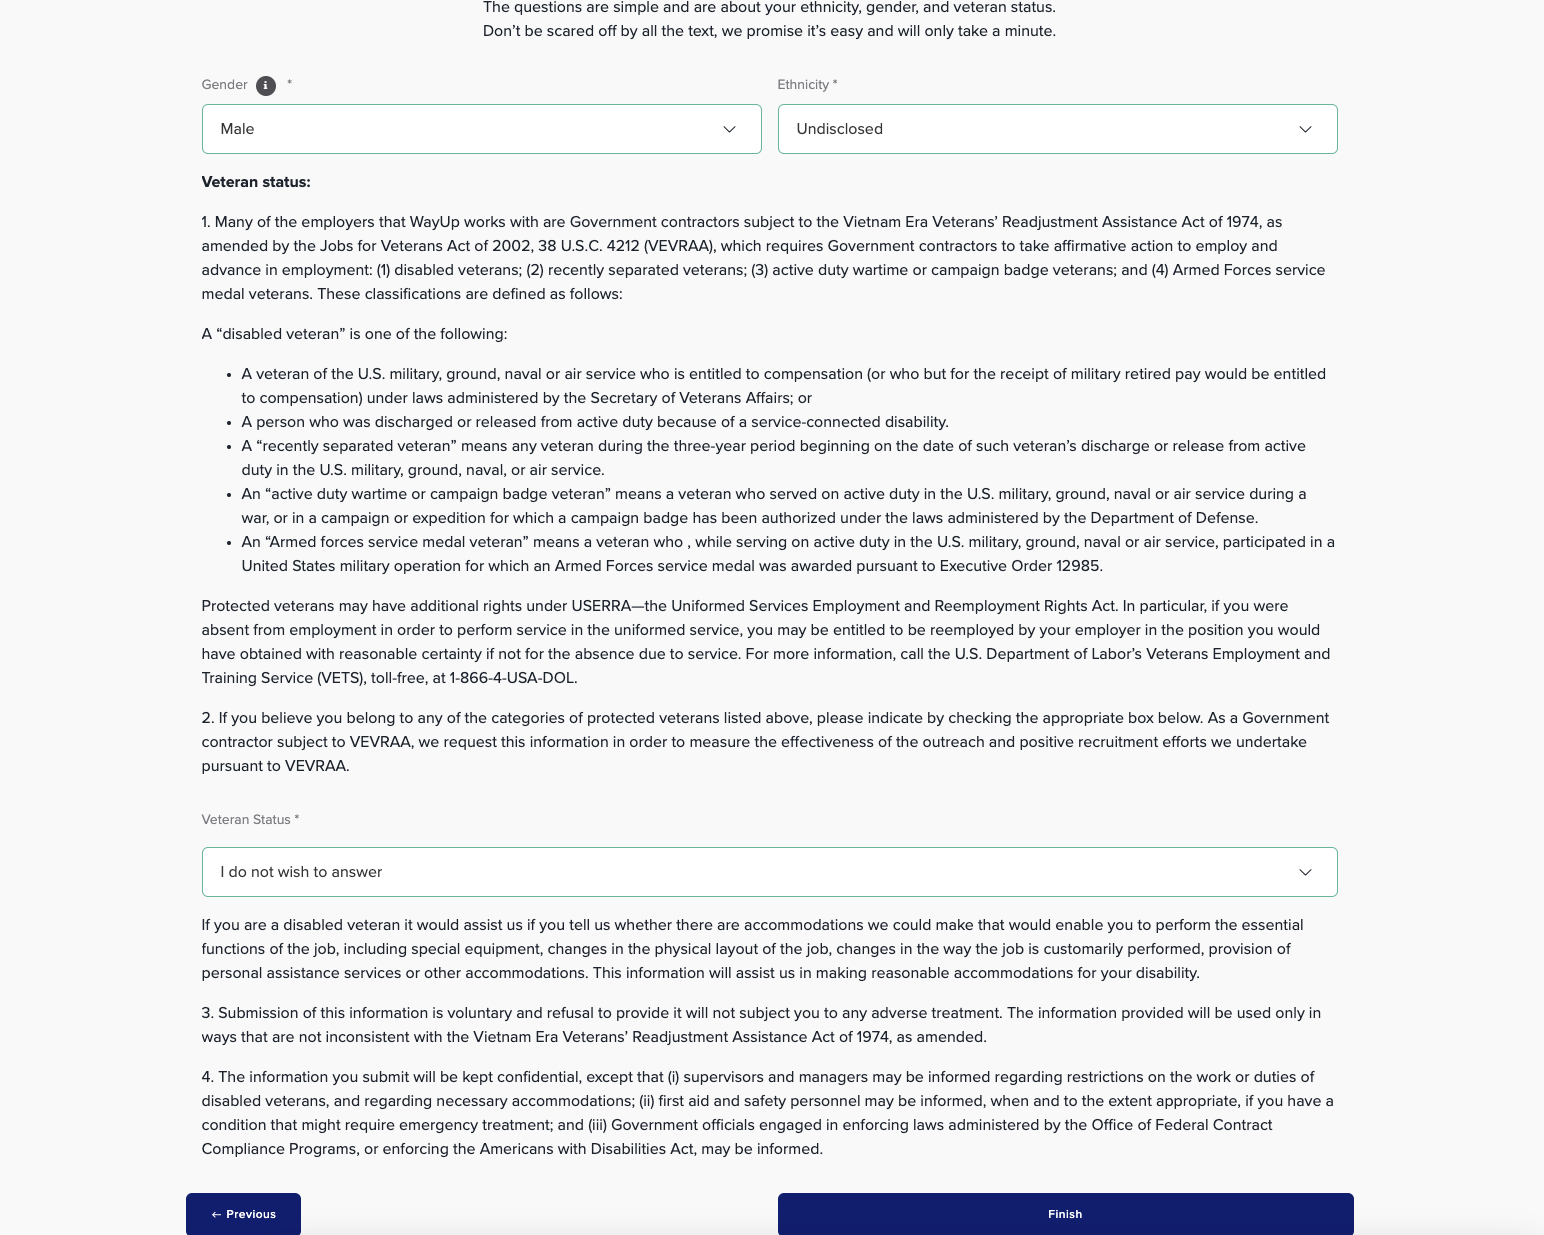 The questions are simple and are about your ethnicity, gender, and veteran status.
Don’t be scared off by all the text, we promise it’s easy and will only take a minute.
Gender i *
Ethnicity *
Male
Undisclosed
Veteran status:
1. Many of the employers that WayUp works with are Government contractors subject to the Vietnam Era Veterans’ Readjustment Assistance Act of 1974, as
amended by the Jobs for Veterans Act of 2002, 38 U.S.C. 4212 (VEVRAA), which requires Government contractors to take affirmative action to employ and
advance in employment: (1) disabled veterans; (2) recently separated veterans; (3) active duty wartime or campaign badge veterans; and (4) Armed Forces service
medal veterans. These classifications are defined as follows:
A “disabled veteran” is one of the following:
• A veteran of the U.S. military, ground, naval or air service who is entitled to compensation (or who but for the receipt of military retired pay would be entitled
to compensation) under laws administered by the Secretary of Veterans Affairs; or
• A person who was discharged or released from active duty because of a service-connected disability.
• A “recently separated veteran” means any veteran during the three-year period beginning on the date of such veteran’s discharge or release from active
duty in the U.S. military, ground, naval, or air service.
• An “active duty wartime or campaign badge veteran” means a veteran who served on active duty in the U.S. military, ground, naval or air service during a
war, or in a campaign or expedition for which a campaign badge has been authorized under the laws administered by the Department of Defense.
• An “Armed forces service medal veteran” means a veteran who , while serving on active duty in the U.S. military, ground, naval or air service, participated in a
United States military operation for which an Armed Forces service medal was awarded pursuant to Executive Order 12985.
Protected veterans may have additional rights under USERRA—the Uniformed Services Employment and Reemployment Rights Act. In particular, if you were
absent from employment in order to perform service in the uniformed service, you may be entitled to be reemployed by your employer in the position you would
have obtained with reasonable certainty if not for the absence due to service. For more information, call the U.S. Department of Labor’s Veterans Employment and
Training Service (VETS), toll-free, at 1-866-4-USA-DOL.
2. If you believe you belong to any of the categories of protected veterans listed above, please indicate by checking the appropriate box below. As a Government
contractor subject to VEVRAA, we request this information in order to measure the effectiveness of the outreach and positive recruitment efforts we undertake
pursuant to VEVRAA.
Veteran Status *
I do not wish to answer
If you are a disabled veteran it would assist us if you tell us whether there are accommodations we could make that would enable you to perform the essential
functions of the job, including special equipment, changes in the physical layout of the job, changes in the way the job is customarily performed, provision of
personal assistance services or other accommodations. This information will assist us in making reasonable accommodations for your disability.
3. Submission of this information is voluntary and refusal to provide it will not subject you to any adverse treatment. The information provided will be used only in
ways that are not inconsistent with the Vietnam Era Veterans’ Readjustment Assistance Act of 1974, as amended.
4. The information you submit will be kept confidential, except that (i) supervisors and managers may be informed regarding restrictions on the work or duties of
disabled veterans, and regarding necessary accommodations; (ii) first aid and safety personnel may be informed, when and to the extent appropriate, if you have a
condition that might require emergency treatment; and (iii) Government officials engaged in enforcing laws administered by the Office of Federal Contract
Compliance Programs, or enforcing the Americans with Disabilities Act, may be informed.
← Previous
Finish